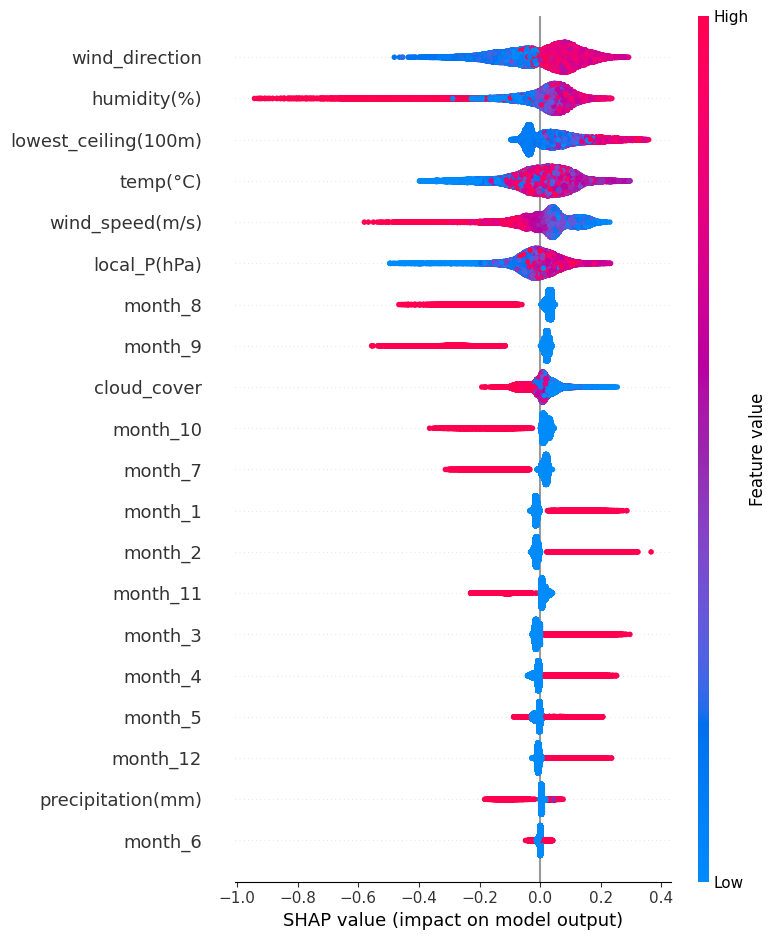 High
wind_direction
humidity(%)
lowest_ceiling(100m)
temp(°C)
wind_speed(m/s)
local_P(hPa)
month_8
month_9
cloud_cover
month_10
month_7
month_1
month_2
month_11
month_3
month_4
month_5
month_12
precipitation(mm)
month_6
Feature value
Low
−1.0 −0.8 −0.6 −0.4 −0.2 0.0 0.2 0.4
SHAP value (impact on model output)